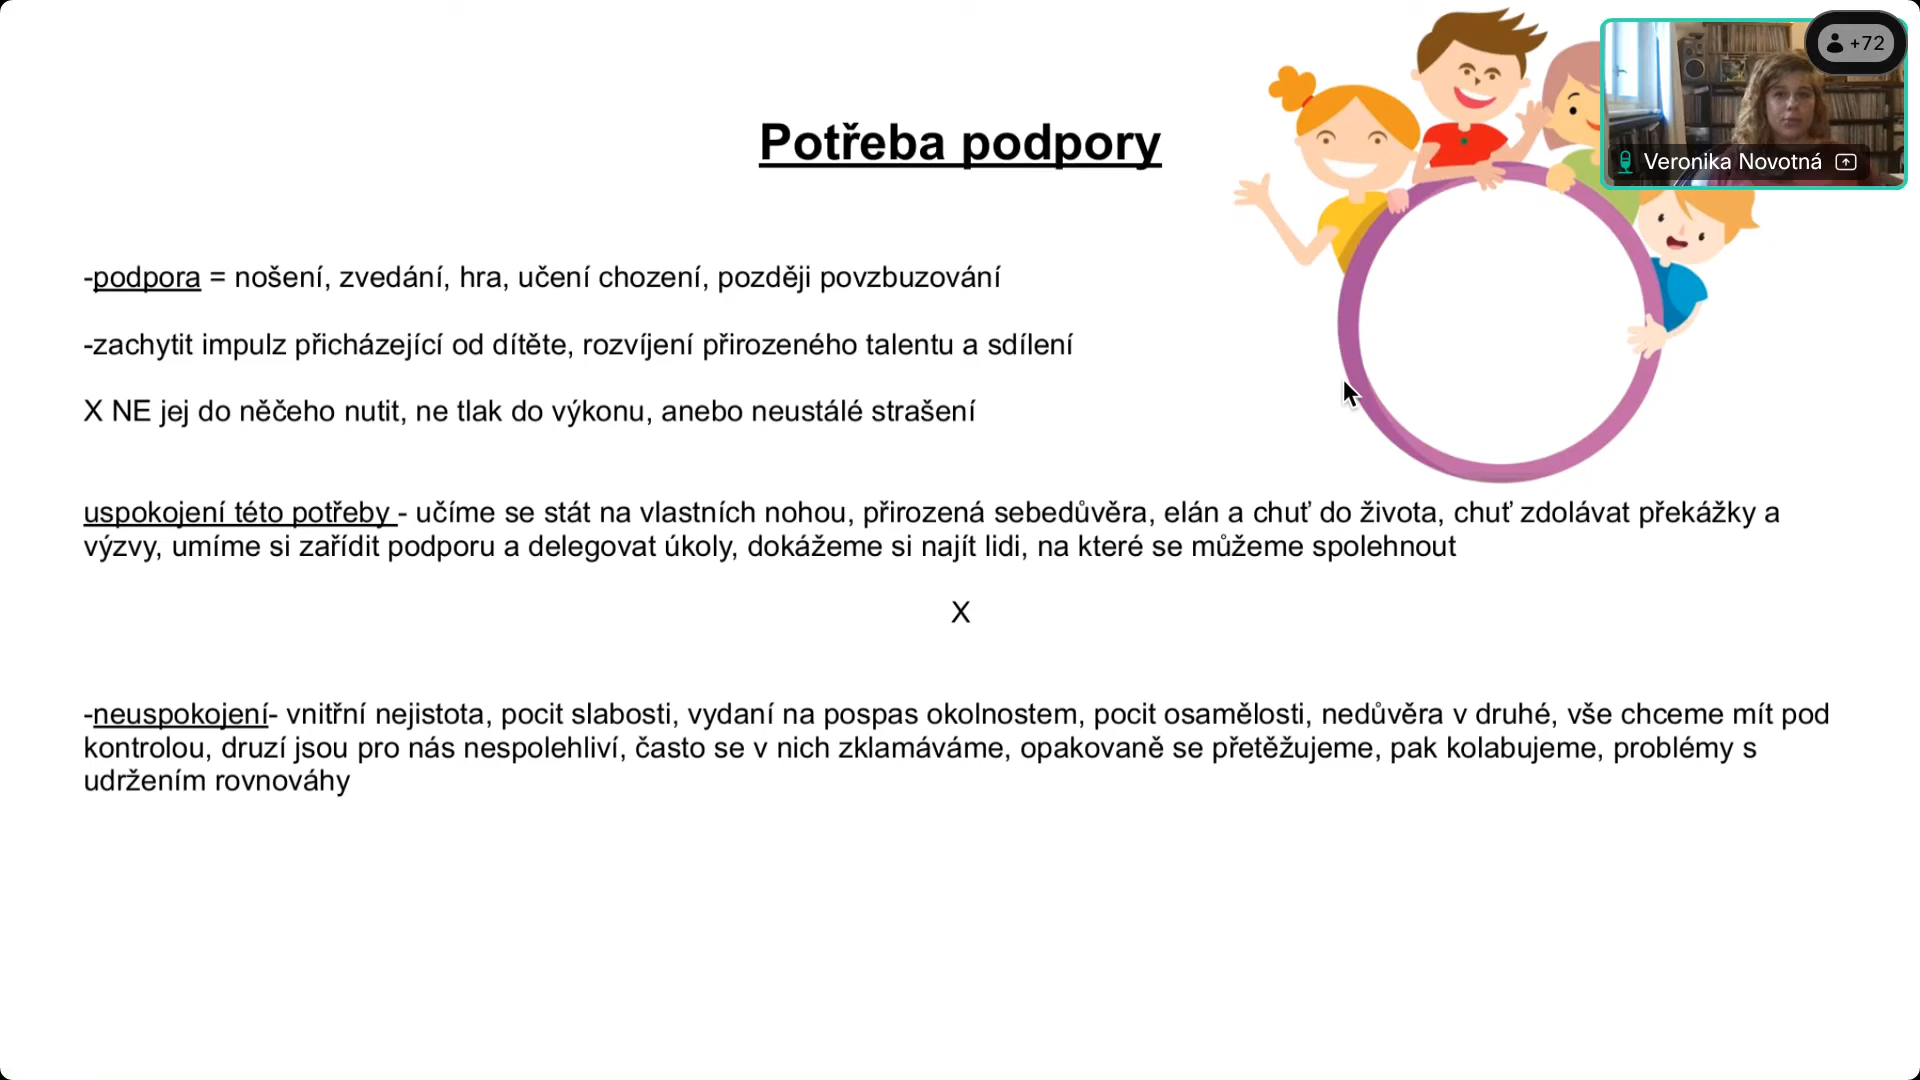 +72
Veronika Novotná
Potřeba podpory
-podpora = nošení, zvedání, hra, učení chození, později povzbuzování
-zachytit impulz přicházející od dítěte, rozvíjení přirozeného talentu a sdílení
X NE jej do něčeho nutit, ne tlak do výkonu, anebo neustálé strašení
uspokojení této potřeby - učíme se stát na vlastních nohou, přirozená sebedůvěra, elán a chuť do života, chuť zdolávat překážky a
výzvy, umíme si zařídit podporu a delegovat úkoly, dokážeme si najít lidi, na které se můžeme spolehnout
X
-neuspokojení- vnitřní nejistota, pocit slabosti, vydaní na pospas okolnostem, pocit osamělosti, nedůvěra v druhé, vše chceme mít pod
kontrolou, druzí jsou pro nás nespolehliví, často se v nich zklamáváme, opakovaně se přetěžujeme, pak kolabujeme, problémy s
udržením rovnováhy